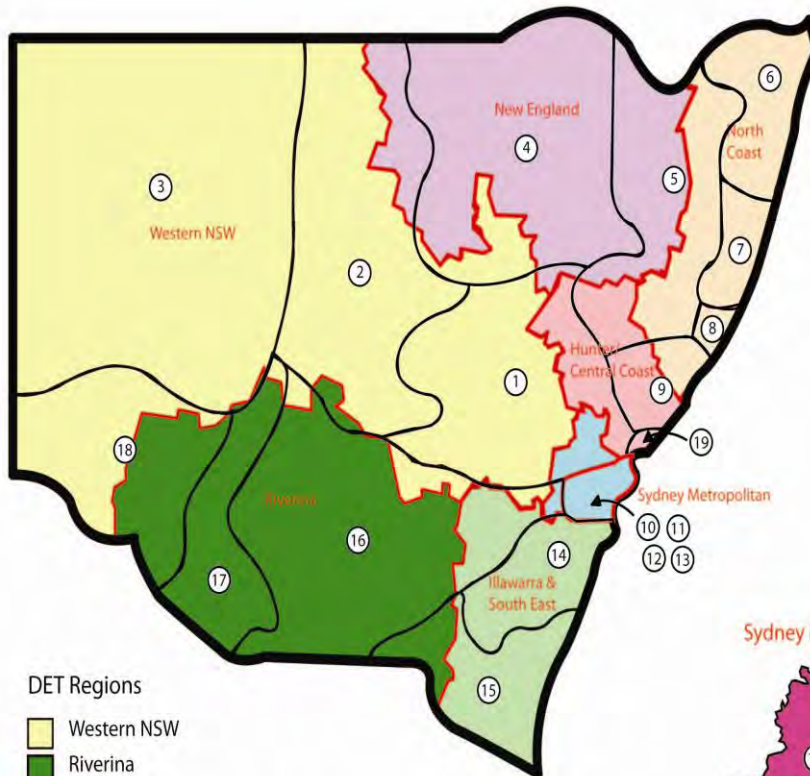 6
New England
North
Coast
4
5
3
Western NSW
7
2
8
Hunter/
Central Coast
1
9
19
18
Sydney Metropolitan
Riverina
10 11
16
14
12 13
17
Illawarra &
South East
Sydney
15
DET Regions
Western NSW
Riverina